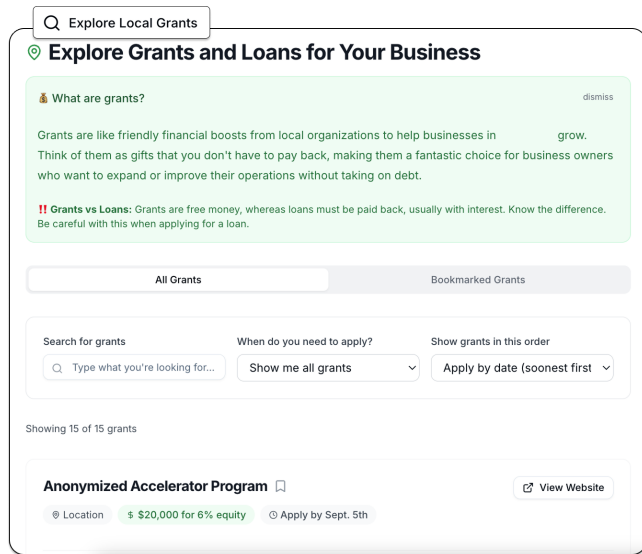 Explore Local Grants
Explore Grants and Loans for Your Business
What are grants?
dismiss
Grants are like friendly financial boosts from local organizations to help businesses in grow.
Think of them as gifts that you don't have to pay back, making them a fantastic choice for business owners
who want to expand or improve their operations without taking on debt.
‼️ Grants vs Loans: Grants are free money, whereas loans must be paid back, usually with interest. Know the difference.
Be careful with this when applying for a loan.
All Grants
Bookmarked Grants
Search for grants
Type what you're looking for...
When do you need to apply?
Show me all grants
Show grants in this order
Apply by date (soonest first
Showing 15 of 15 grants
Anonymized Accelerator Program
View Website
Location
$ $20,000 for 6% equity
Apply by Sept. 5th